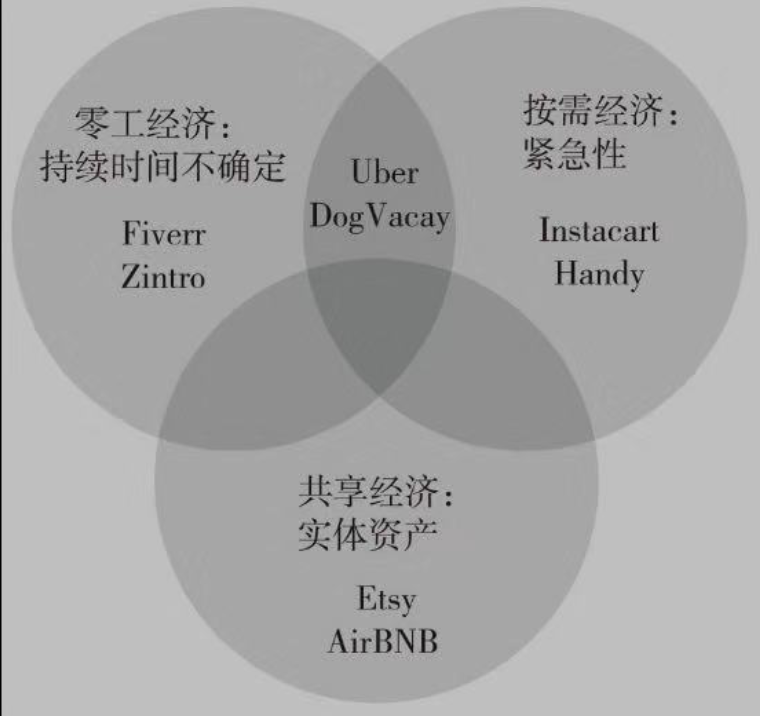 零工经济：
持续时间不确定
Fiverr
Zintro
Uber
DogVacay
按需经济：
紧急性
Instacart
Handy
共享经济：
实体资产
Etsy
AirBNB